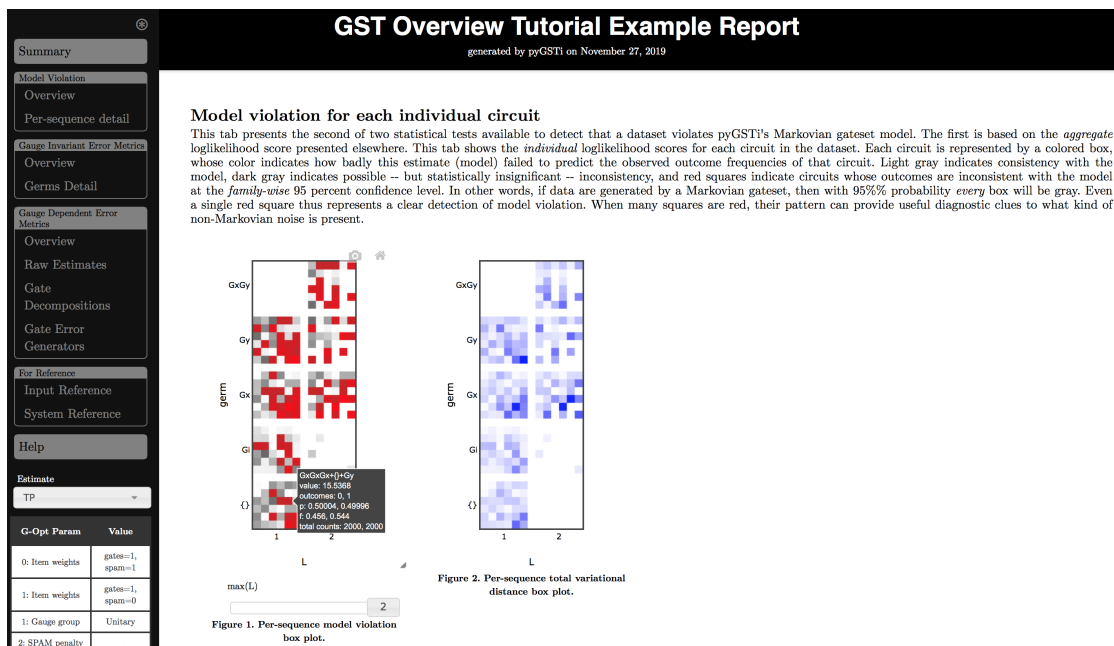 GST Overview Tutorial Example Report
generated by pyGSTi on November 27, 2019
Summary
Model Violation
Overview
Per-sequence detail
Gauge Invariant Error Metrics
Overview
Germs Detail
Gauge Dependent Error
Metrics
Overview
Raw Estimates
Gate
Decompositions
Gate Error
Generators
For Reference
Input Reference
System Reference
Help
Estimate
TP
G-Opt Param Value
0: Item weights gates=1,
spam=1
1: Item weights gates=1,
spam=0
1: Gauge group Unitary
2: SPAM penalty
Model violation for each individual circuit
This tab presents the second of two statistical tests available to detect that a dataset violates pyGSTi's Markovian gateset model. The first is based on the aggregate
loglikelihood score presented elsewhere. This tab shows the individual loglikelihood scores for each circuit in the dataset. Each circuit is represented by a colored box,
whose color indicates how badly this estimate (model) failed to predict the observed outcome frequencies of that circuit. Light gray indicates consistency with the
model, dark gray indicates possible -- but statistically insignificant -- inconsistency, and red squares indicate circuits whose outcomes are inconsistent with the model
at the family-wise 95 percent confidence level. In other words, if data are generated by a Markovian gateset, then with 95%% probability every box will be gray. Even
a single red square thus represents a clear detection of model violation. When many squares are red, their pattern can provide useful diagnostic clues to what kind of
non-Markovian noise is present.
GxGy
Gy
Gx
Gi
{}
germ
1 2
L
GxGxGx+{}+Gy
value: 15.5368
outcomes: 0, 1
p: 0.50004, 0.49996
f: 0.456, 0.544
total counts: 2000, 2000
max(L)
2
Figure 1. Per-sequence model violation
box plot.
GxGy
Gy
Gx
Gi
{}
germ
1 2
L
Figure 2. Per-sequence total variational
distance box plot.